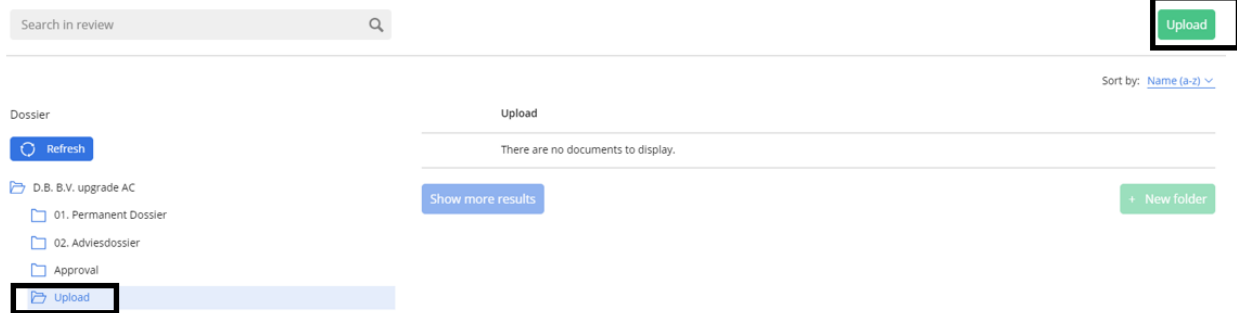 Search in review
Upload
Sort by: Name (a-z)
Dossier
Refresh
D.B. B.V. upgrade AC
01. Permanent Dossier
02. Adviesdossier
Approval
Upload
Upload
There are no documents to display.
Show more results
+ New folder